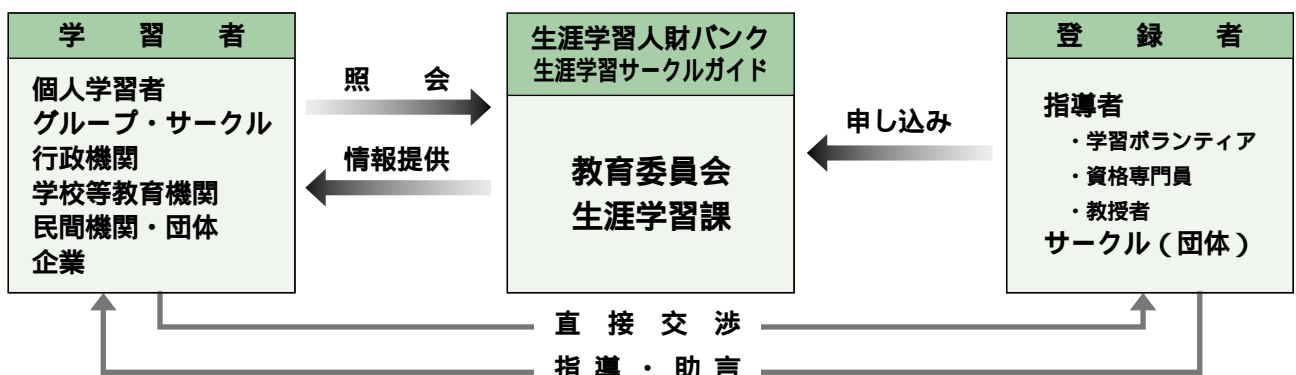 学習者
個人学習者
グループ・サークル
行政機関
学校等教育機関
民間機関・団体
企業
照会
情報提供
生涯学習人財バンク
生涯学習サークルガイド
教育委員会
生涯学習課
申し込み
登録者
指導者
・学習ボランティア
・資格専門員
・教授者
サークル(団体)
直接交渉
指導・助言